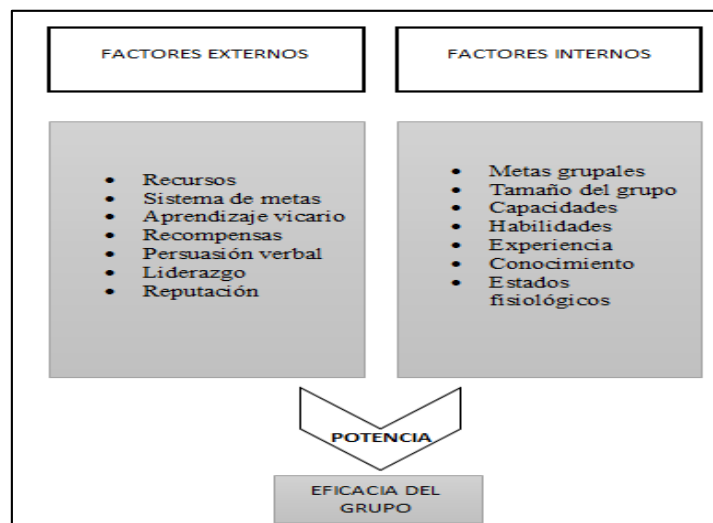 FACTORES EXTERNOS
FACTORES INTERNOS
• Recursos
• Sistema de metas
• Aprendizaje vicario
• Recompensas
• Persuasión verbal
• Liderazgo
• Reputación
• Metas grupales
• Tamaño del grupo
• Capacidades
• Habilidades
• Experiencia
• Conocimiento
• Estados
fisiológicos
POTENCIA
EFICACIA DEL
GRUPO